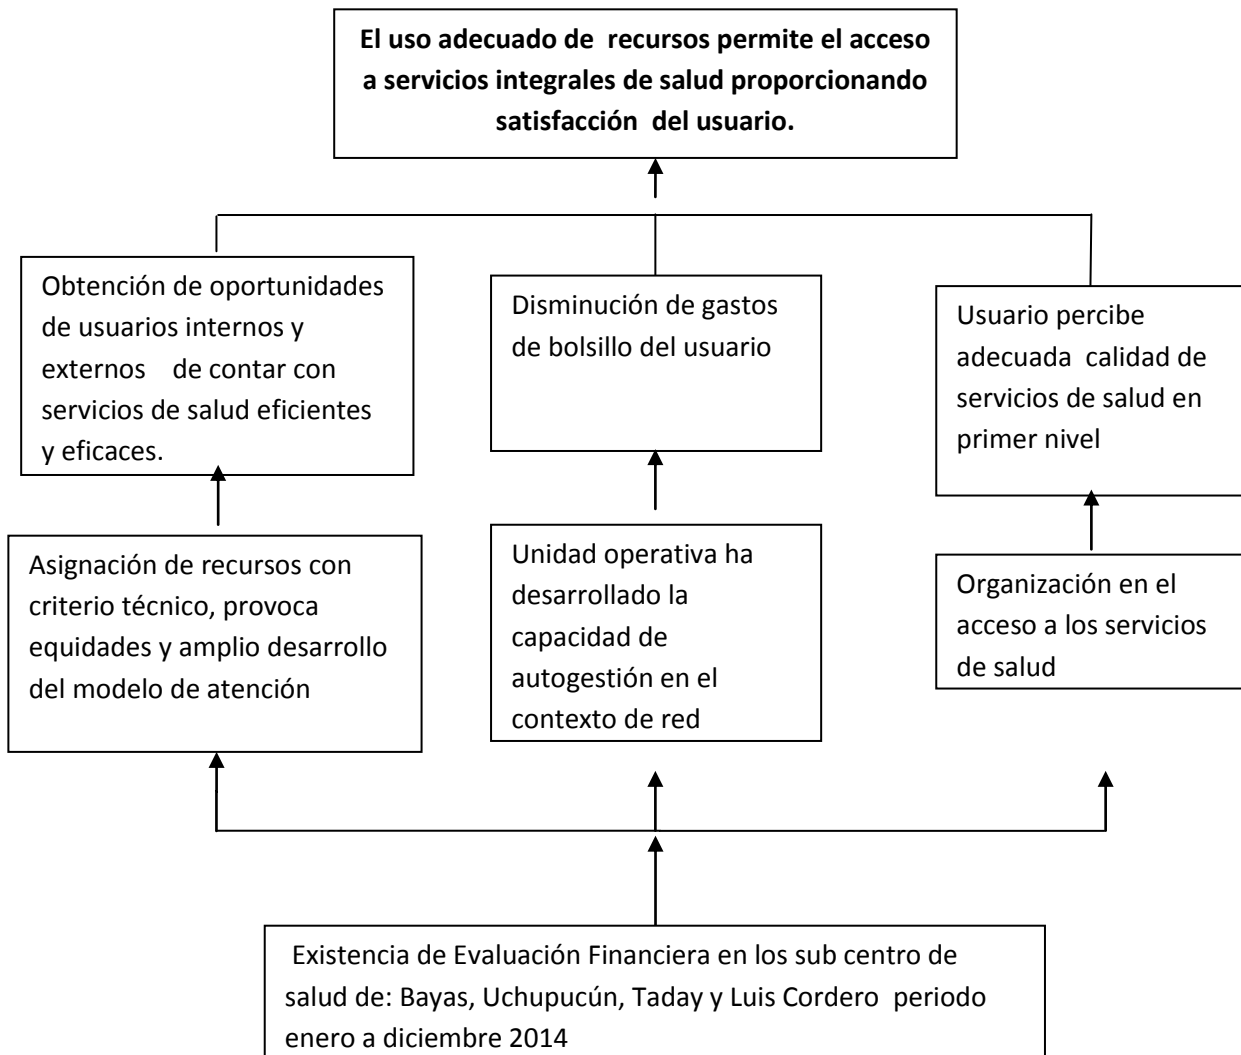 El uso adecuado de recursos permite el acceso
a servicios integrales de salud proporcionando
satisfacción del usuario.
Obtención de oportunidades
de usuarios internos y
externos de contar con
servicios de salud eficientes
y eficaces.
Disminución de gastos
de bolsillo del usuario
Usuario percibe
adecuada calidad de
servicios de salud en
primer nivel
Asignación de recursos con
criterio técnico, provoca
equidades y amplio desarrollo
del modelo de atención
Unidad operativa ha
desarrollado la
capacidad de
autogestión en el
contexto de red
Organización en el
acceso a los servicios
de salud
Existencia de Evaluación Financiera en los sub centro de
salud de: Bayas, Uchupucún, Taday y Luis Cordero periodo
enero a diciembre 2014